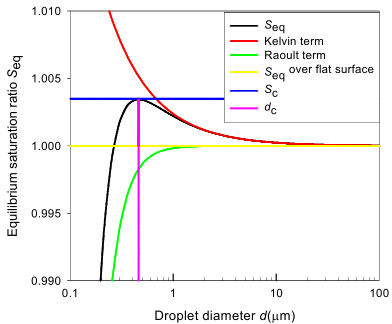 1.010
1.005
1.000
0.995
0.990
Equilibrium saturation ratio Seq
Seq
Kelvin term
Raoult term
Seq over flat surface
Sc
dc
0.1
1
10
100
Droplet diameter d(μm)